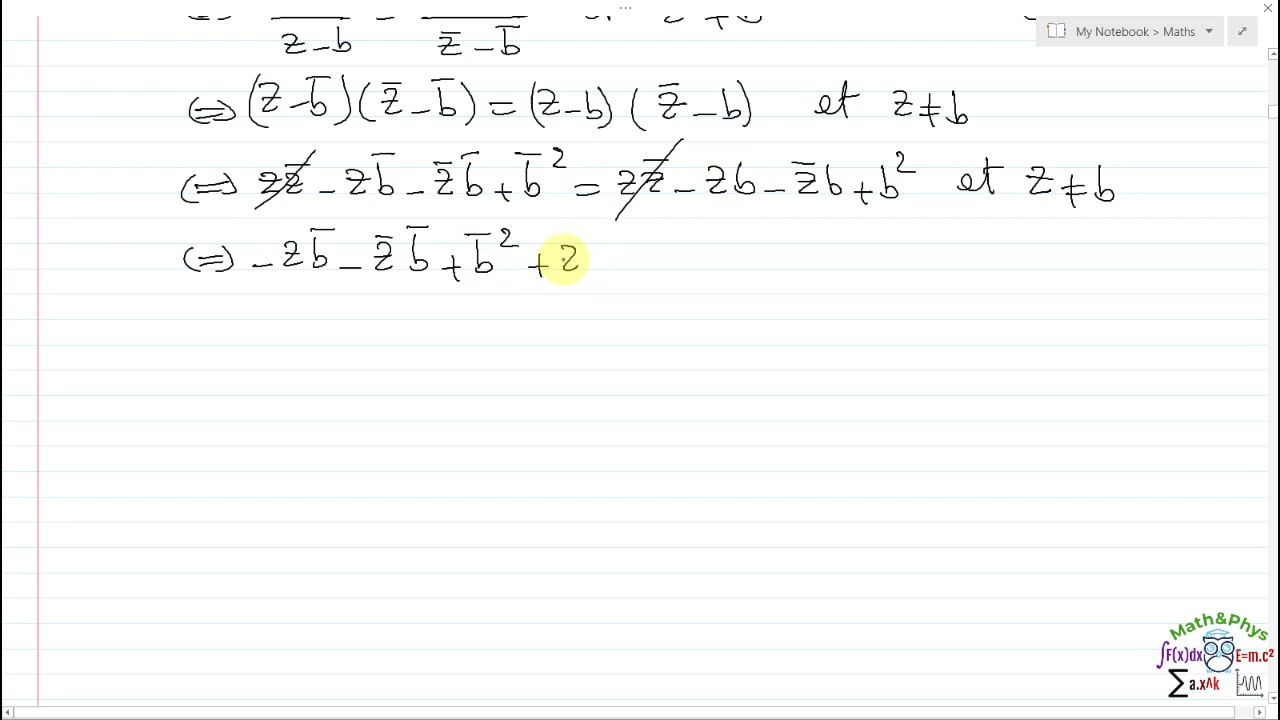 z − b z̄ − b̄
My Notebook > Maths
(=) (z − b̄)(z̄ − b̄) = (z − b)(z̄ − b) et z ≠ b
(=) zz̄ − zb̄ − z̄b̄ + b̄² = zz̄ − zb − z̄b + b² et z ≠ b
(=) −zb̄ − z̄b̄ + b̄² + z
Math&Phys
∫F(x)dx E=m.c²
∑ a.x^k